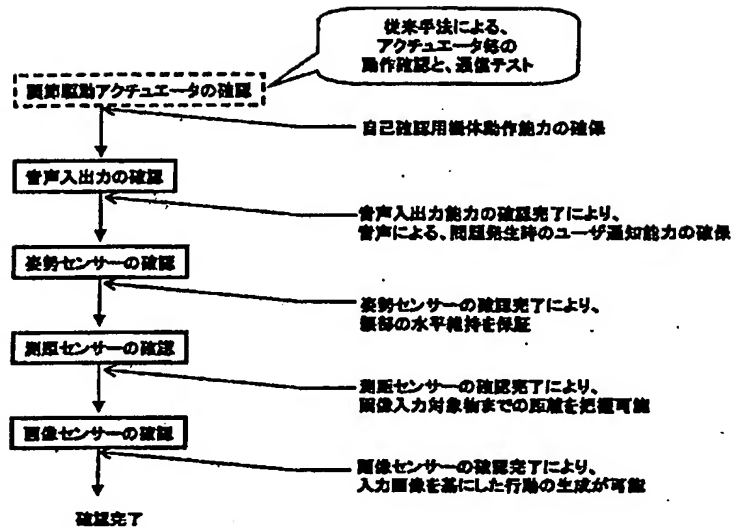 従来手法による、
アクチュエータ毎の
動作確認と、通信テスト
関節駆動アクチュエータの確認
自己確認用機体動作能力の確保
音声入出力の確認
音声入出力能力の確認完了により、
音声による、問題発生時のユーザ通知能力の確保
姿勢センサーの確認
姿勢センサーの確認完了により、
頭部の水平維持を保証
測距センサーの確認
測距センサーの確認完了により、
画像入力対象物までの距離を把握可能
画像センサーの確認
画像センサーの確認完了により、
入力画像を基にした行動の生成が可能
確認完了